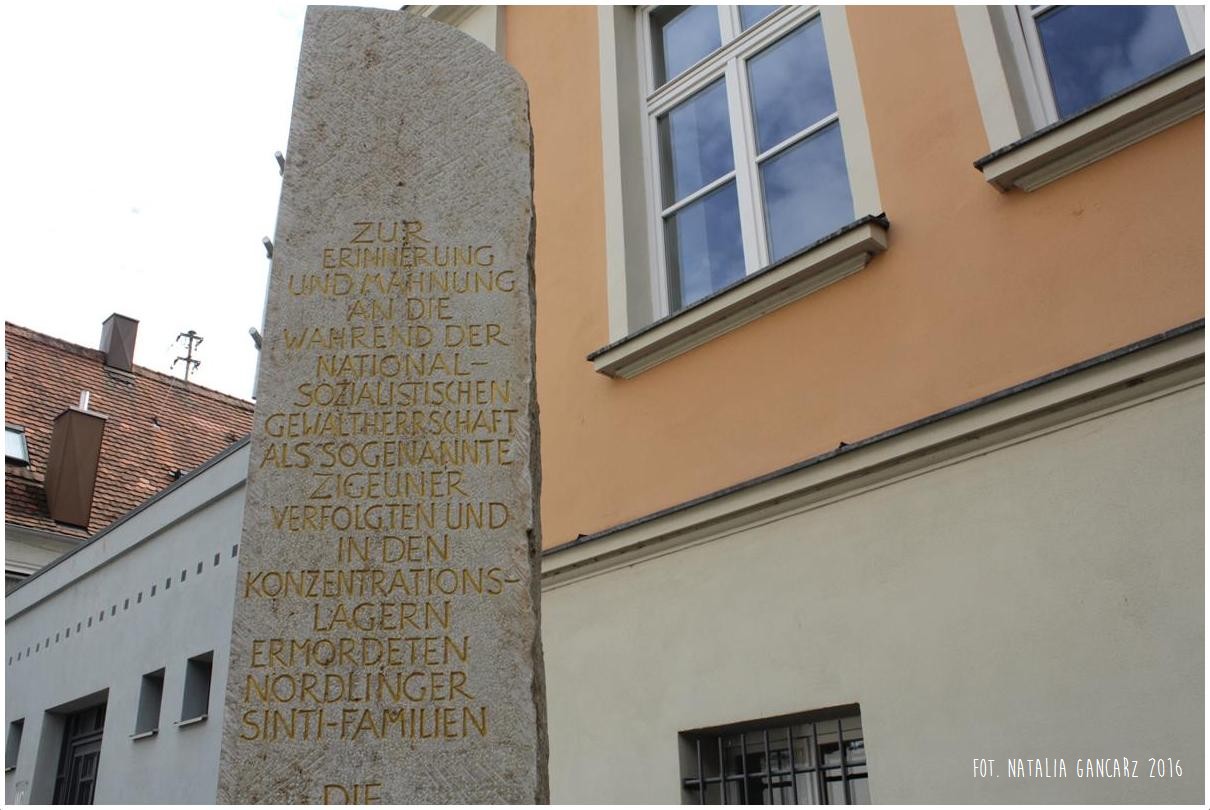 ZUR
ERINNERUNG
UND MAHNUNG
AN DIE
WÄHREND DER
NATIONAL-
SOZIALISTISCHEN
GEWALTHERRSCHAFT
ALS SOGENANNTE
ZIGEUNER
VERFOLGTEN UND
IN DEN
KONZENTRATIONS-
LAGERN
ERMORDETEN
NÖRDLINGER
SINTI-FAMILIEN
DIE
FOT. NATALIA GANCARZ 2016